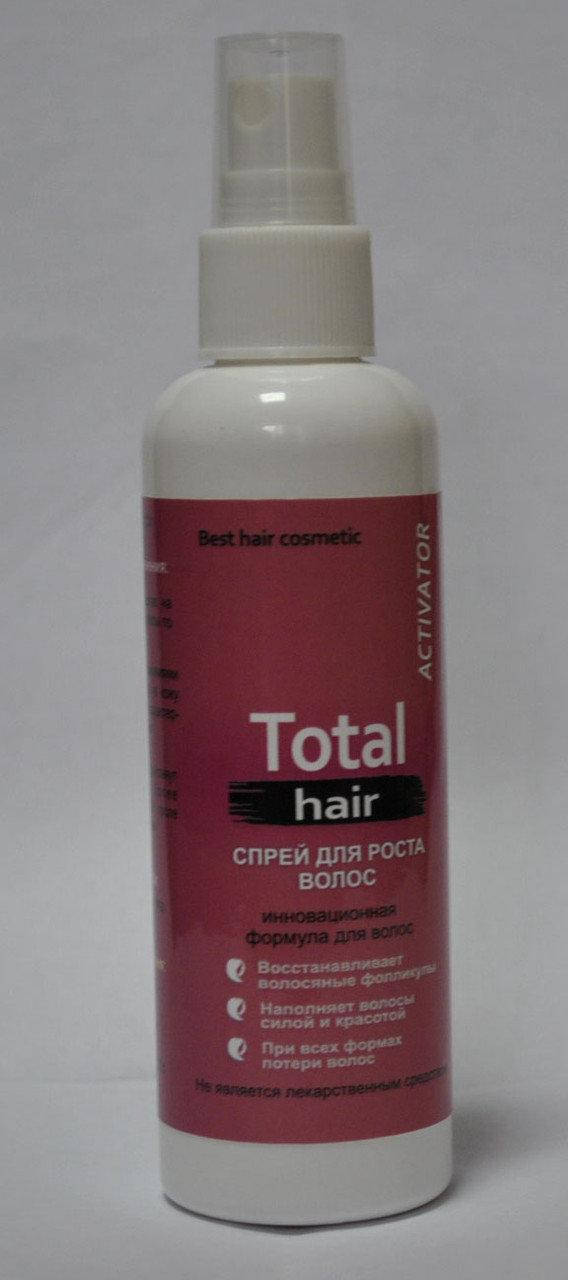 Best hair cosmetic
ACTIVATOR
Total
hair
СПРЕЙ ДЛЯ РОСТА
ВОЛОС
инновационная
формула для волос
Восстанавливает
волосяные фолликулы
Наполняет волосы
силой и красотой
При всех формах
потери волос
Не является лекарственным